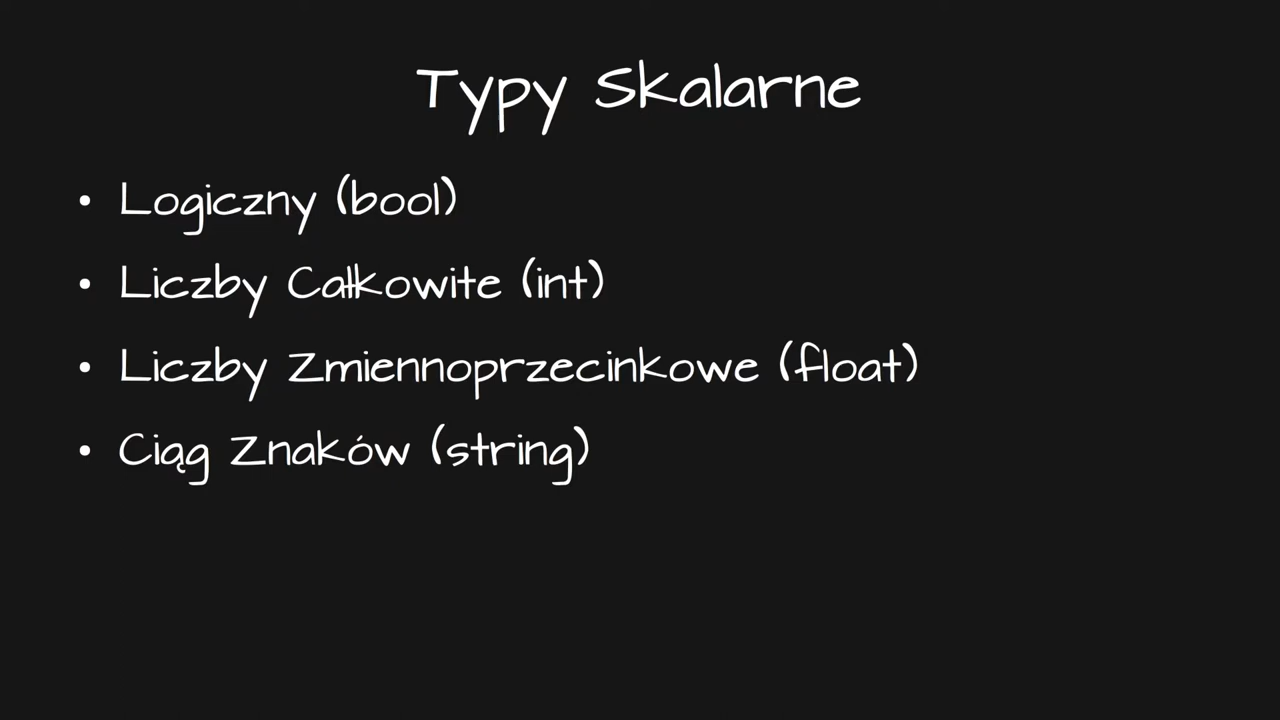 Typy Skalarne
• Logiczny (bool)
• Liczby Całkowite (int)
• Liczby Zmiennoprzecinkowe (float)
• Ciąg Znaków (string)